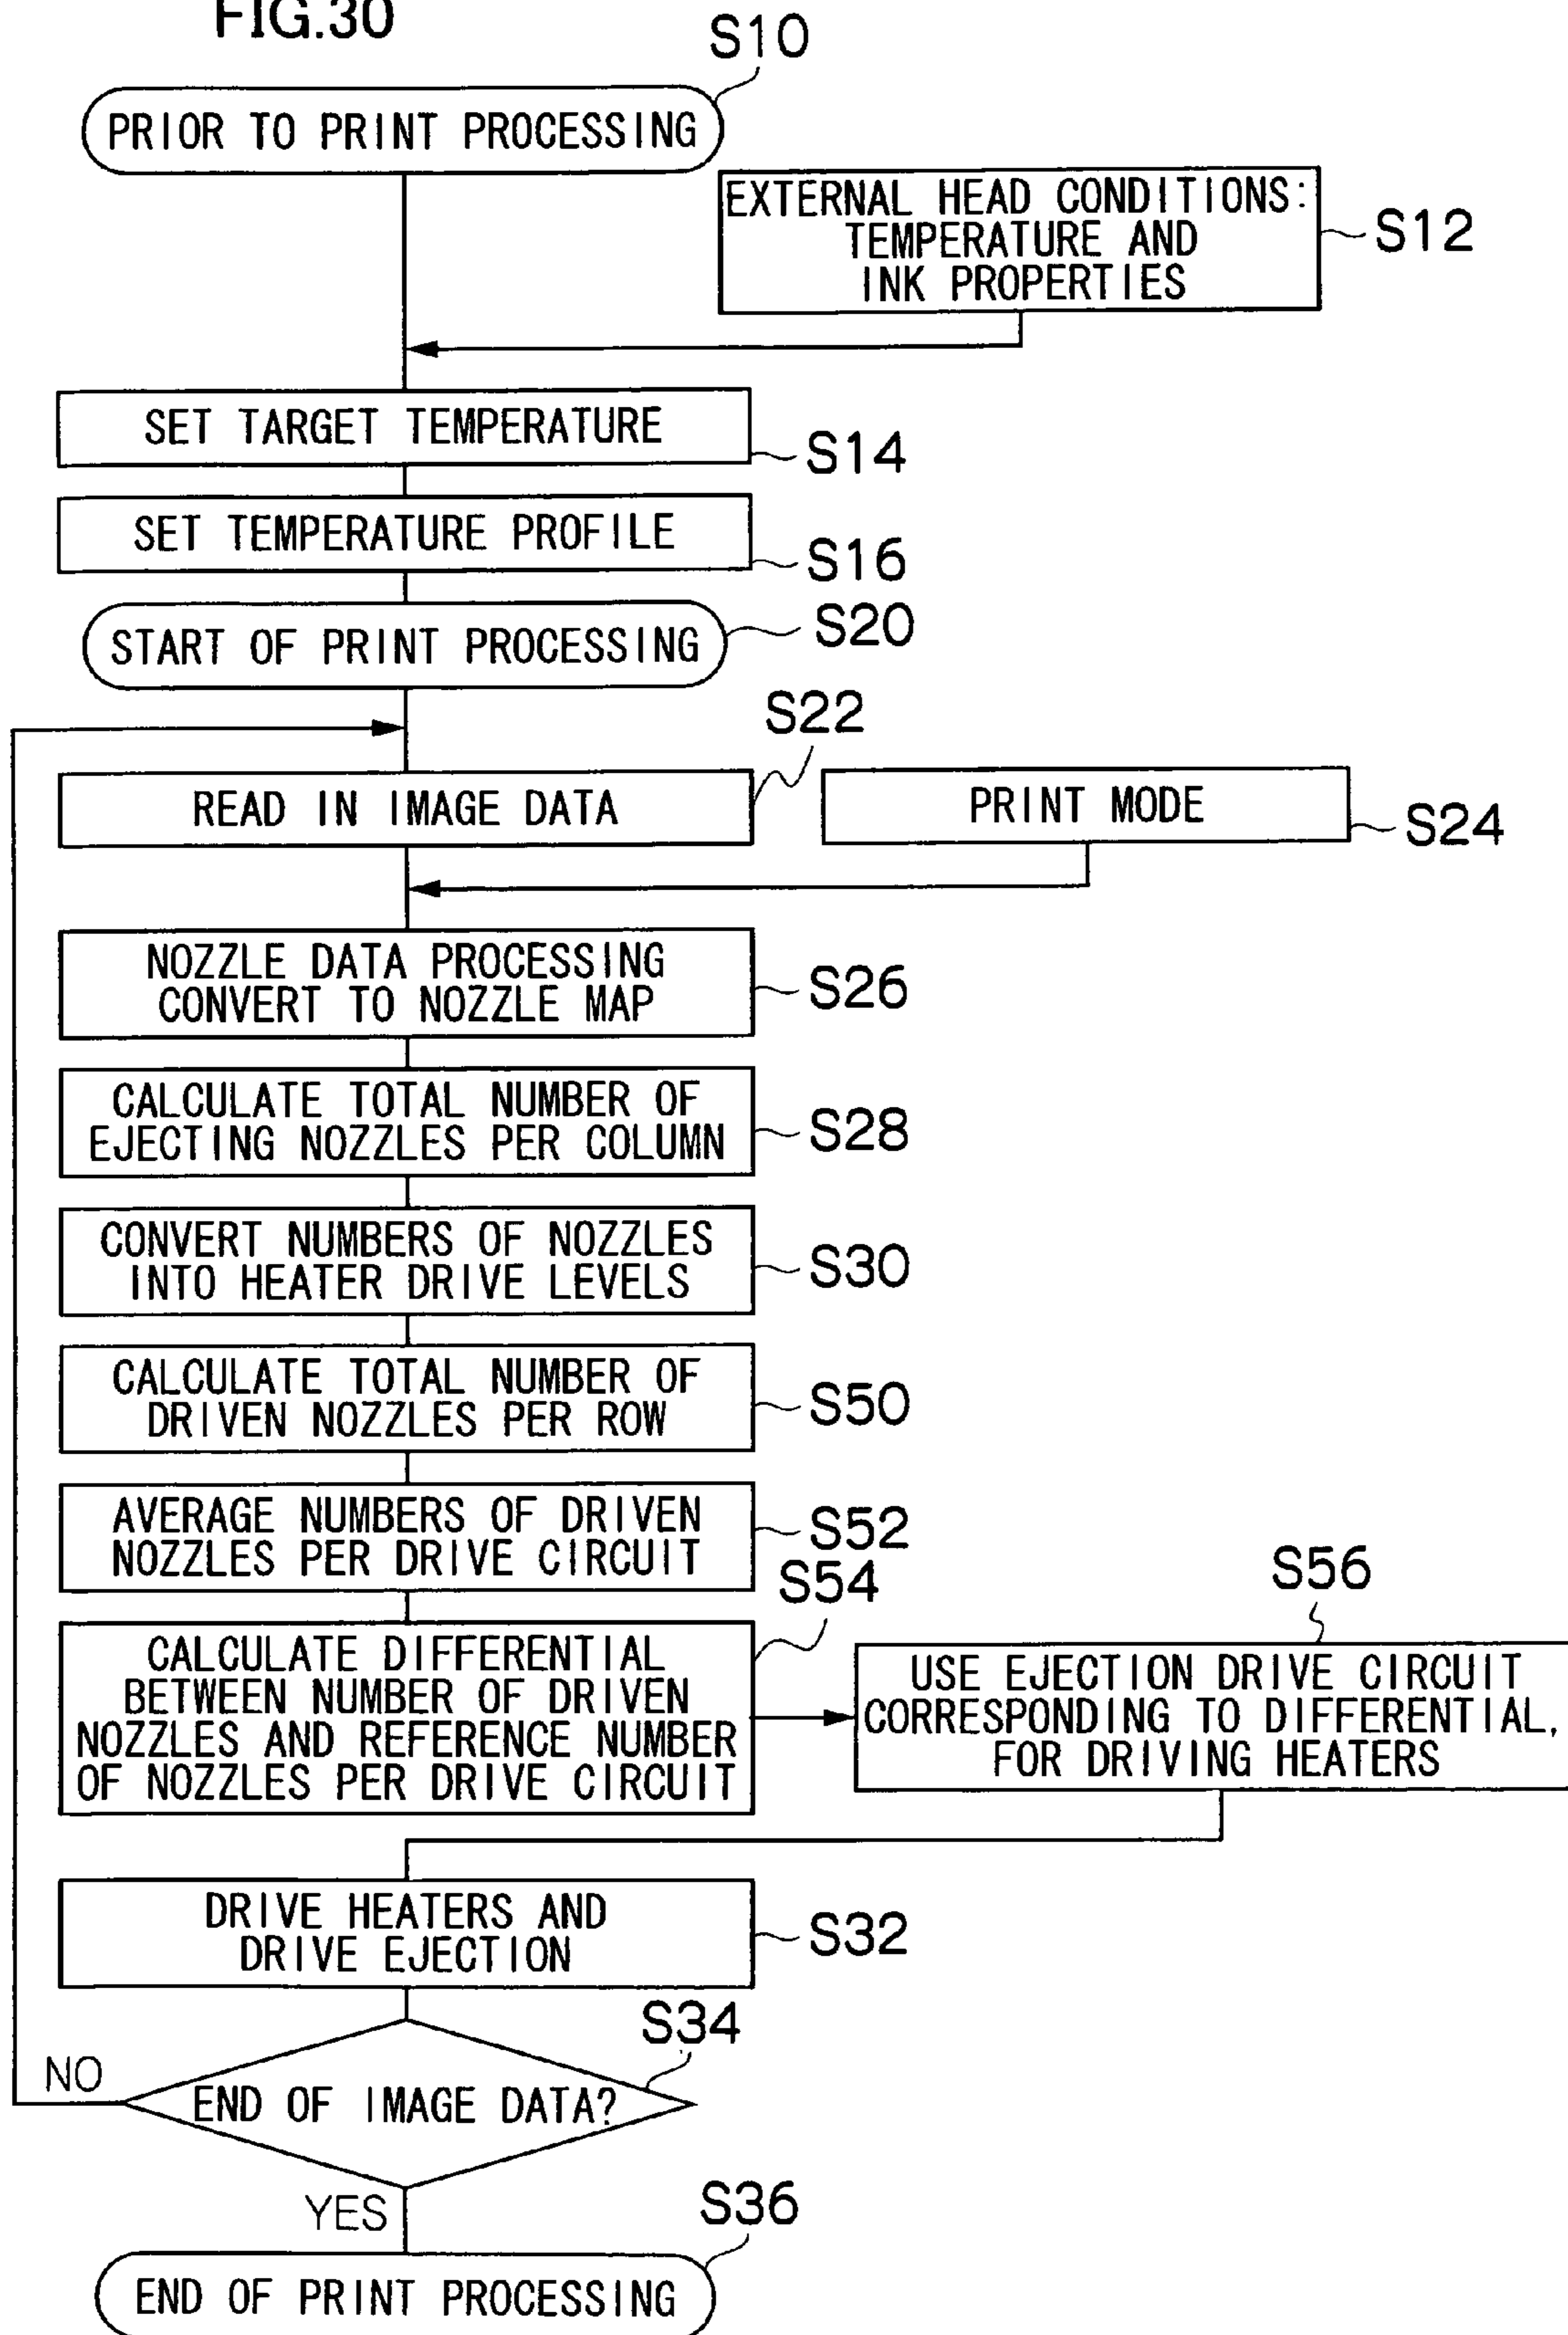 FIG.30
S10
PRIOR TO PRINT PROCESSING
EXTERNAL HEAD CONDITIONS:
TEMPERATURE AND
INK PROPERTIES
S12
SET TARGET TEMPERATURE
S14
SET TEMPERATURE PROFILE
S16
START OF PRINT PROCESSING
S20
S22
READ IN IMAGE DATA
PRINT MODE
S24
NOZZLE DATA PROCESSING
CONVERT TO NOZZLE MAP
S26
CALCULATE TOTAL NUMBER OF
EJECTING NOZZLES PER COLUMN
S28
CONVERT NUMBERS OF NOZZLES
INTO HEATER DRIVE LEVELS
S30
CALCULATE TOTAL NUMBER OF
DRIVEN NOZZLES PER ROW
S50
AVERAGE NUMBERS OF DRIVEN
NOZZLES PER DRIVE CIRCUIT
S52
S54
CALCULATE DIFFERENTIAL
BETWEEN NUMBER OF DRIVEN
NOZZLES AND REFERENCE NUMBER
OF NOZZLES PER DRIVE CIRCUIT
S56
USE EJECTION DRIVE CIRCUIT
CORRESPONDING TO DIFFERENTIAL,
FOR DRIVING HEATERS
DRIVE HEATERS AND
DRIVE EJECTION
S32
S34
NO
END OF IMAGE DATA?
YES
S36
END OF PRINT PROCESSING